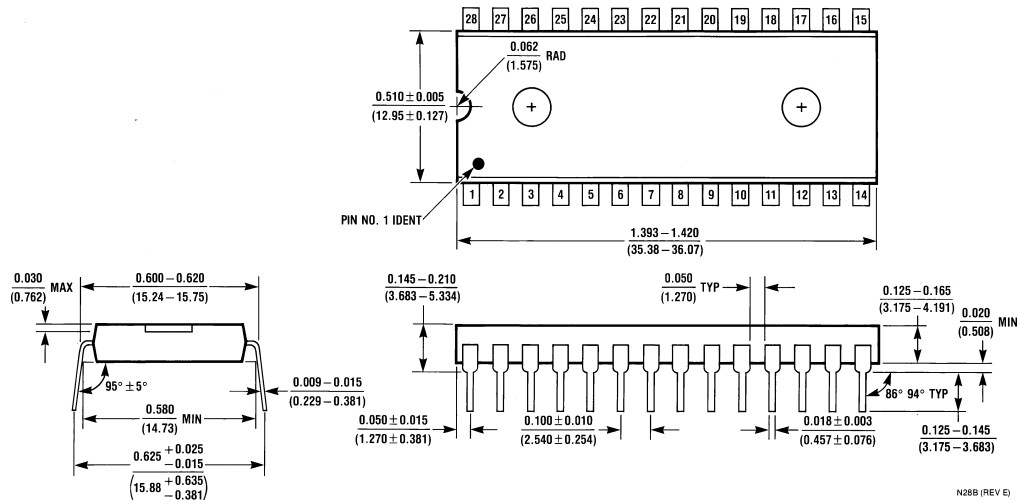 28 27 26 25 24 23 22 21 20 19 18 17 16 15
0.062
(1.575)
RAD
0.510 ± 0.005
(12.95 ± 0.127)
PIN NO. 1 IDENT
1 2 3 4 5 6 7 8 9 10 11 12 13 14
1.393 – 1.420
(35.38 – 36.07)
0.030
(0.762)
MAX
0.600 – 0.620
(15.24 – 15.75)
95° ± 5°
0.009 – 0.015
(0.229 – 0.381)
0.580
(14.73)
MIN
0.625 +0.025
−0.015
(15.88 +0.635
−0.381)
0.145 – 0.210
(3.683 – 5.334)
0.050
(1.270)
TYP
0.125 – 0.165
(3.175 – 4.191)
0.020
(0.508)
MIN
86° 94° TYP
0.050 ± 0.015
(1.270 ± 0.381)
0.100 ± 0.010
(2.540 ± 0.254)
0.018 ± 0.003
(0.457 ± 0.076)
0.125 – 0.145
(3.175 – 3.683)
N28B (REV E)